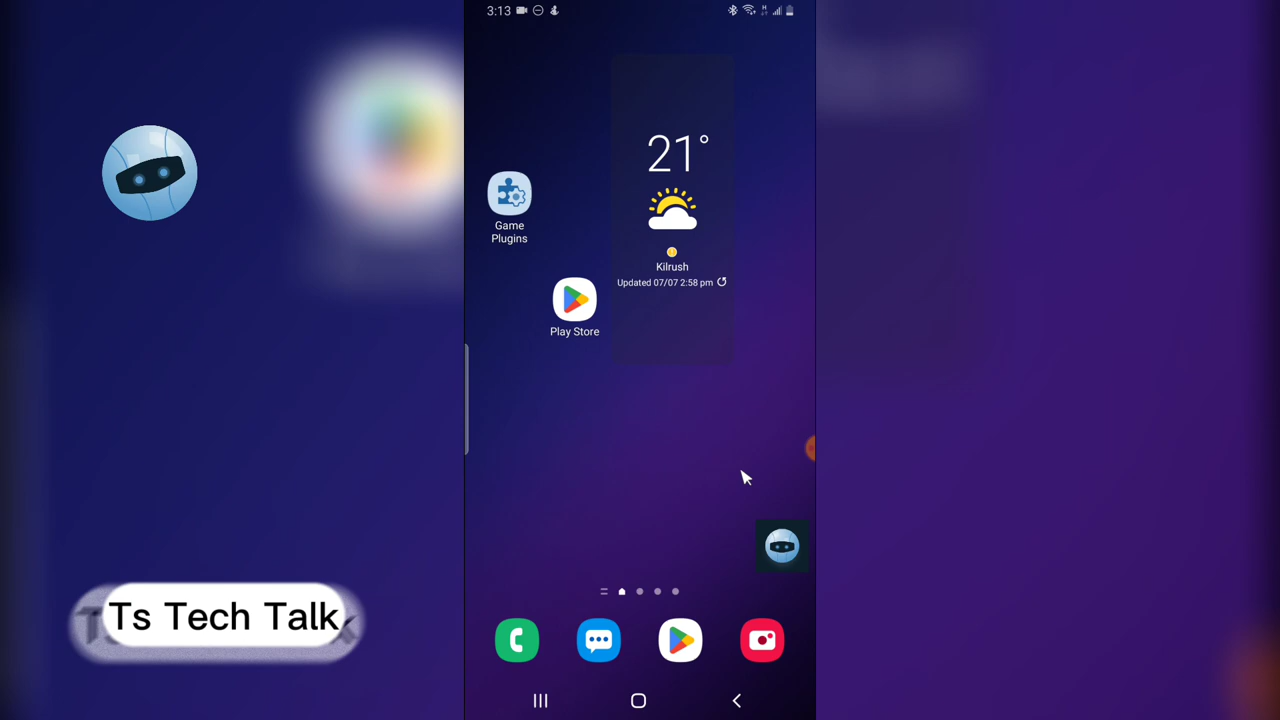 3:13
21°
Game
Plugins
Kilrush
Updated 07/07 2:58 pm
Play Store
Ts Tech Talk